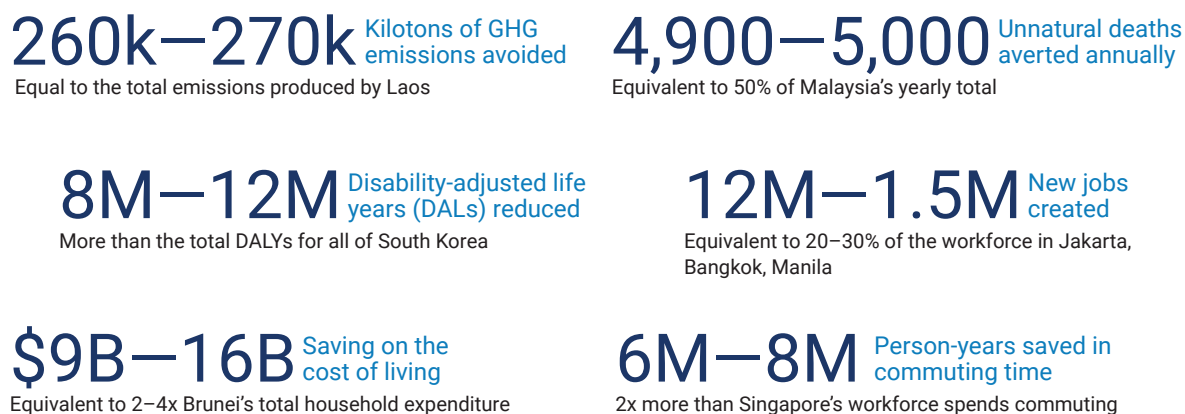 260k—270k Kilotons of GHG
emissions avoided
Equal to the total emissions produced by Laos
4,900—5,000 Unnatural deaths
averted annually
Equivalent to 50% of Malaysia's yearly total
8M—12M Disability-adjusted life
years (DALs) reduced
More than the total DALYs for all of South Korea
12M—1.5M New jobs
created
Equivalent to 20–30% of the workforce in Jakarta,
Bangkok, Manila
$9B—16B Saving on the
cost of living
Equivalent to 2–4x Brunei's total household expenditure
6M—8M Person-years saved in
commuting time
2x more than Singapore's workforce spends commuting